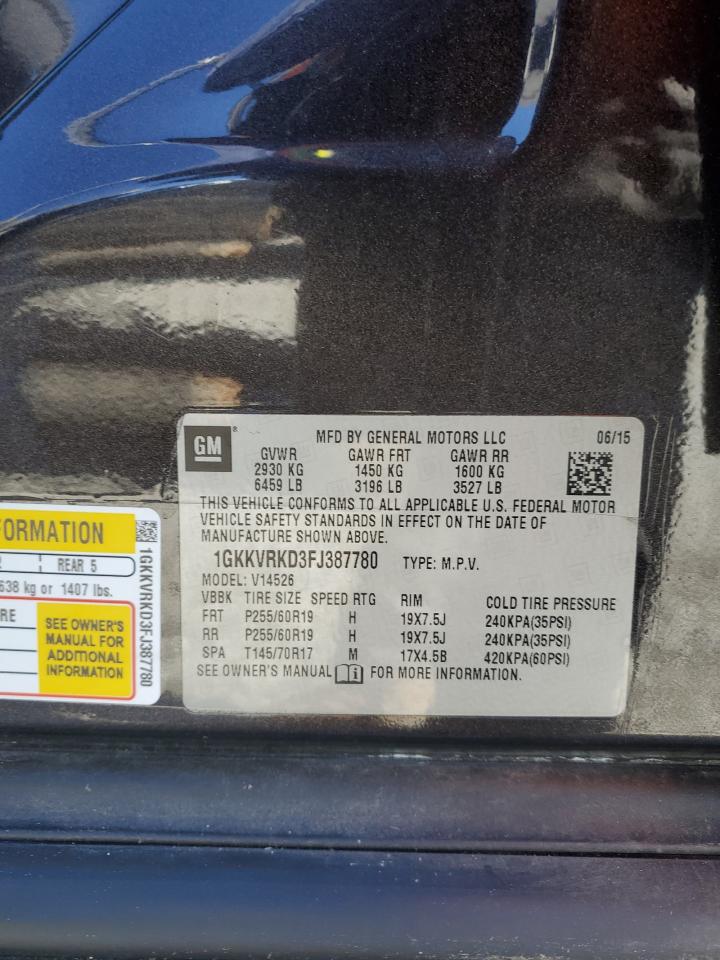 GM
®
MFD BY GENERAL MOTORS LLC 06/15
GVWR GAWR FRT GAWR RR
2930 KG 1450 KG 1600 KG
6459 LB 3196 LB 3527 LB
THIS VEHICLE CONFORMS TO ALL APPLICABLE U.S. FEDERAL MOTOR
VEHICLE SAFETY STANDARDS IN EFFECT ON THE DATE OF
MANUFACTURE SHOWN ABOVE.
1GKKVRKD3FJ387780 TYPE: M.P.V.
MODEL: V14526
VBBK TIRE SIZE SPEED RTG RIM COLD TIRE PRESSURE
FRT P255/60R19 H 19X7.5J 240KPA(35PSI)
RR P255/60R19 H 19X7.5J 240KPA(35PSI)
SPA T145/70R17 M 17X4.5B 420KPA(60PSI)
SEE OWNER'S MANUAL i FOR MORE INFORMATION.
FORMATION
REAR 5
638 kg or 1407 lbs.
RE
SEE OWNER'S
MANUAL FOR
ADDITIONAL
INFORMATION
1GKKVRKD3FJ387780